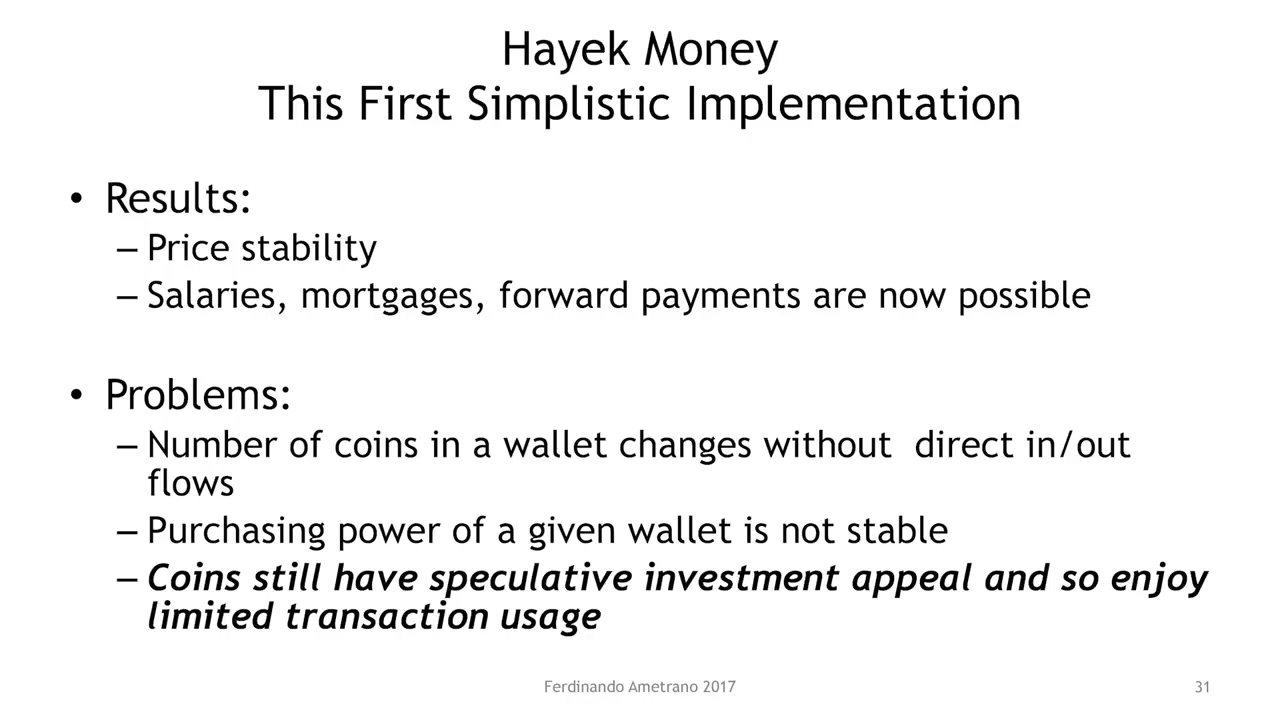 Hayek Money
This First Simplistic Implementation
• Results:
– Price stability
– Salaries, mortgages, forward payments are now possible
• Problems:
– Number of coins in a wallet changes without  direct in/out
flows
– Purchasing power of a given wallet is not stable
– Coins still have speculative investment appeal and so enjoy
limited transaction usage
Ferdinando Ametrano 2017
31